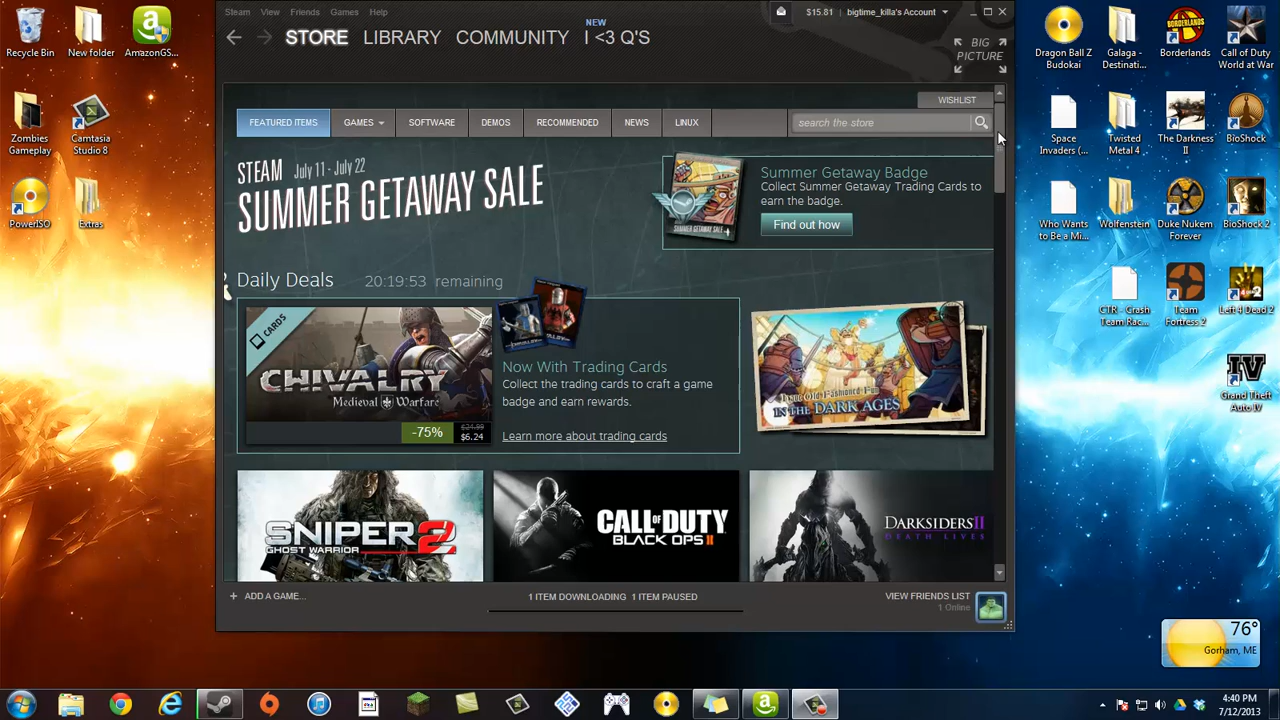 Steam View Friends Games Help
$15.81 bigtime_killa's Account
NEW
STORE LIBRARY COMMUNITY I <3 Q'S
BIG PICTURE
WISHLIST
FEATURED ITEMS GAMES SOFTWARE DEMOS RECOMMENDED NEWS LINUX
search the store
STEAM July 11 - July 22
SUMMER GETAWAY SALE
SUMMER GETAWAY SALE
Summer Getaway Badge
Collect Summer Getaway Trading Cards to
earn the badge.
Find out how
Daily Deals 20:19:53 remaining
CARDS
CHIVALRY
Medieval Warfare
-75% $24.99
$6.24
Now With Trading Cards
Collect the trading cards to craft a game
badge and earn rewards.
Learn more about trading cards
IN THE DARK AGES
SNIPER 2
GHOST WARRIOR
CALL OF DUTY
BLACK OPS II
DARKSIDERS II
DEATH LIVES
+ ADD A GAME...
1 ITEM DOWNLOADING 1 ITEM PAUSED
VIEW FRIENDS LIST
1 Online
Recycle Bin
New folder
AmazonGS...
Zombies
Gameplay
Camtasia
Studio 8
PowerISO
Extras
Dragon Ball Z
Budokai
Galaga -
Destinati...
Borderlands
Call of Duty
World at War
Space
Invaders (...
Twisted
Metal 4
The Darkness
II
BioShock
Who Wants
to Be a Mi...
Wolfenstein
Duke Nukem
Forever
BioShock 2
CTR - Crash
Team Rac...
Team
Fortress 2
Left 4 Dead 2
IV
Grand Theft
Auto IV
76°
Gorham, ME
4:40 PM
7/12/2013